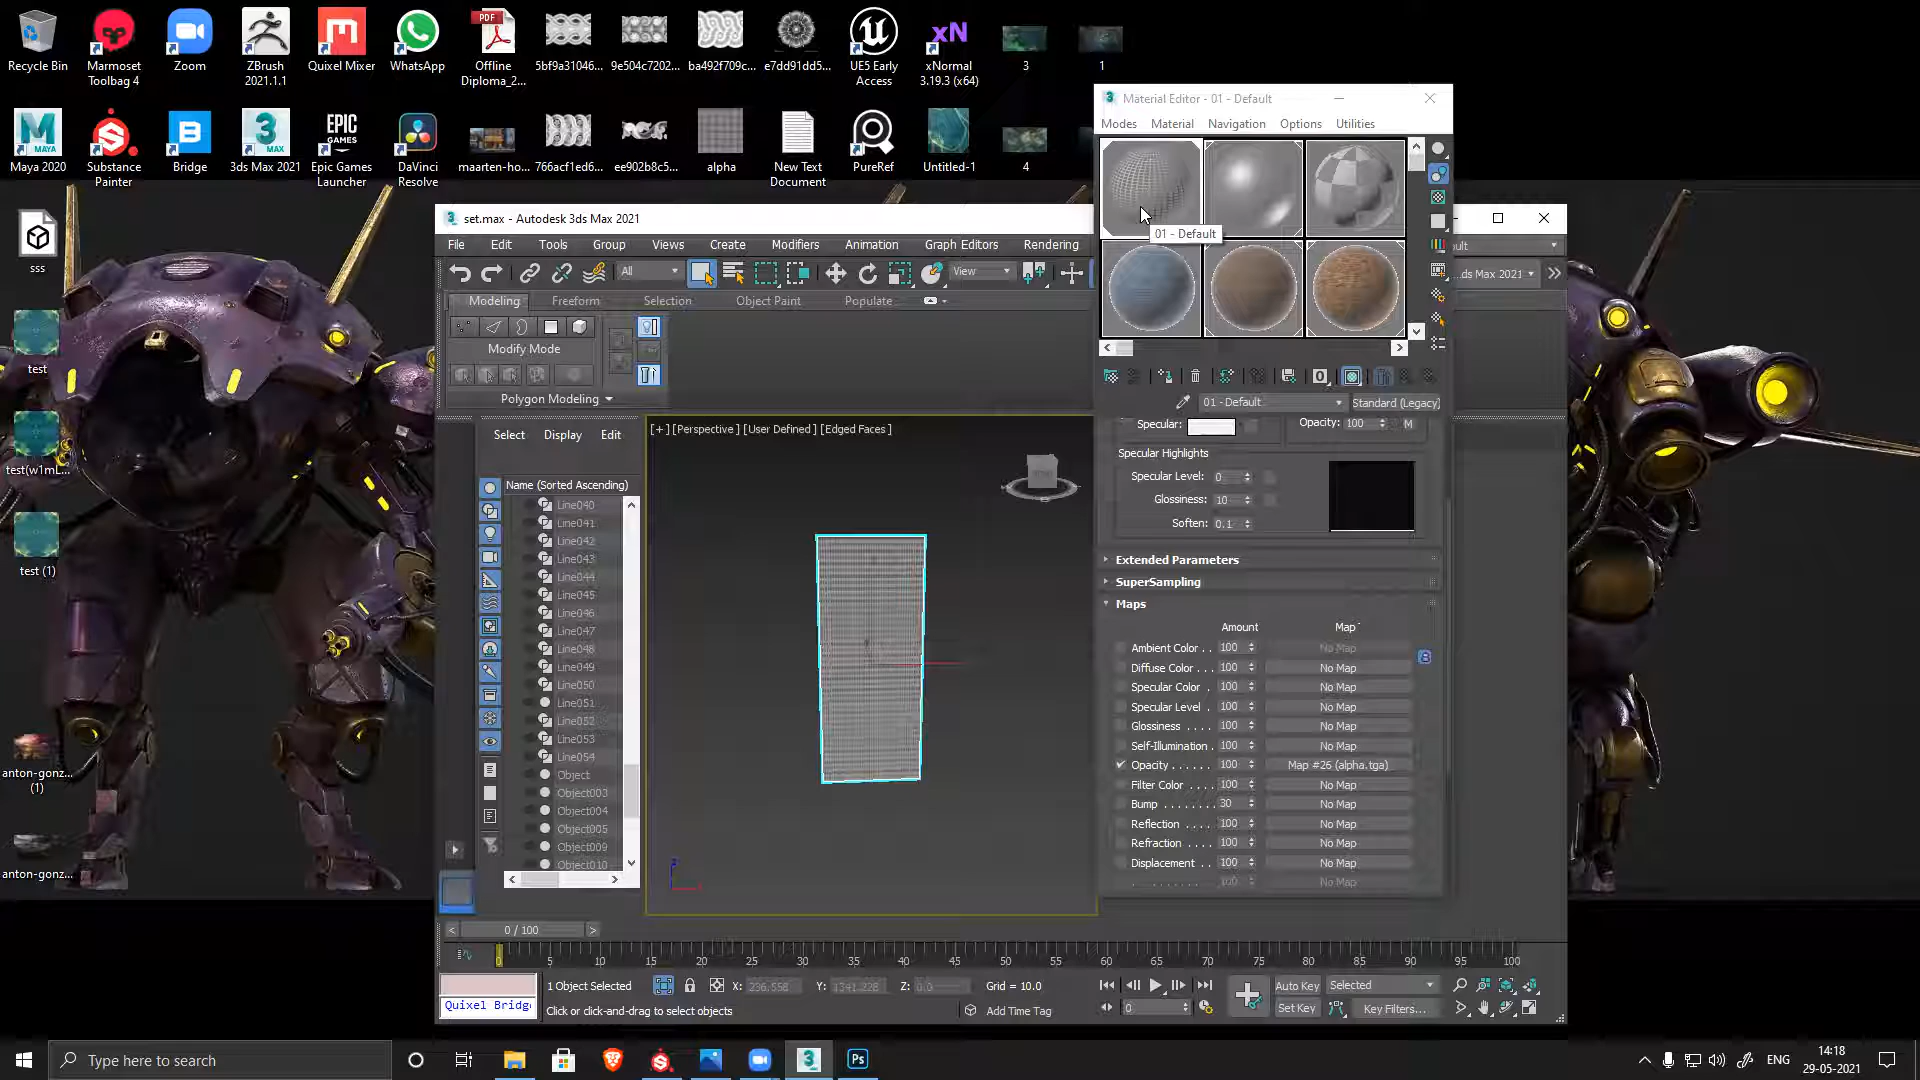 Recycle Bin
Marmoset
Toolbag 4
Zoom
ZBrush
2021.1.1
Quixel Mixer
WhatsApp
Offline
Diploma_2...
5bf9a31046...
9e504c7202...
ba492f709c...
e7dd91dd5...
UE5 Early
Access
xNormal
3.19.3 (x64)
3
1
Maya 2020
Substance
Painter
Bridge
3ds MAX 2021
Epic Games
Launcher
DaVinci
Resolve
maarten-ho...
766acf1ed6...
ee902b8c5...
alpha
New Text
Document
PureRef
Untitled-1
4
sss
test
test(w1mL...
test (1)
anton-gonz...
(1)
anton-gonz...
Material Editor - 01 - Default
Modes
Material
Navigation
Options
Utilities
01 - Default
set.max - Autodesk 3ds Max 2021
File
Edit
Tools
Group
Views
Create
Modifiers
Animation
Graph Editors
Rendering
All
View
.ds Max 2021
Modeling
Freeform
Selection
Object Paint
Populate
Modify Mode
Polygon Modeling
01 - Default
Standard (Legacy)
Select
Display
Edit
[+] [Perspective] [User Defined] [Edged Faces]
Specular:
Opacity: 100
M
Specular Highlights
Specular Level: 0
Glossiness: 10
Soften: 0.1
Name (Sorted Ascending)
Line040
Line041
Line042
Line043
Line044
Line045
Line046
Line047
Line048
Line049
Line050
Line051
Line052
Line053
Line054
Object
Object003
Object004
Object005
Object009
Object010
Extended Parameters
SuperSampling
Maps
Amount
Map
Ambient Color . . 100 No Map
Diffuse Color . . . 100 No Map
Specular Color . 100 No Map
Specular Level . 100 No Map
Glossiness . . . . 100 No Map
Self-Illumination . 100 No Map
Opacity . . . . . . 100 Map #26 (alpha.tga)
Filter Color . . . . 100 No Map
Bump . . . . . . . . 30 No Map
Reflection . . . . 100 No Map
Refraction . . . . 100 No Map
Displacement . . 100 No Map
100 No Map
0 / 100
0 5 10 15 20 25 30 35 40 45 50 55 60 65 70 75 80 85 90 95 100
Quixel Bridg
1 Object Selected
X: 236.558
Y: 1341.228
Z: 0.0
Grid = 10.0
Auto Key
Selected
Click or click-and-drag to select objects
Add Time Tag
0
Set Key
Key Filters...
Type here to search
ENG
14:18
29-05-2021